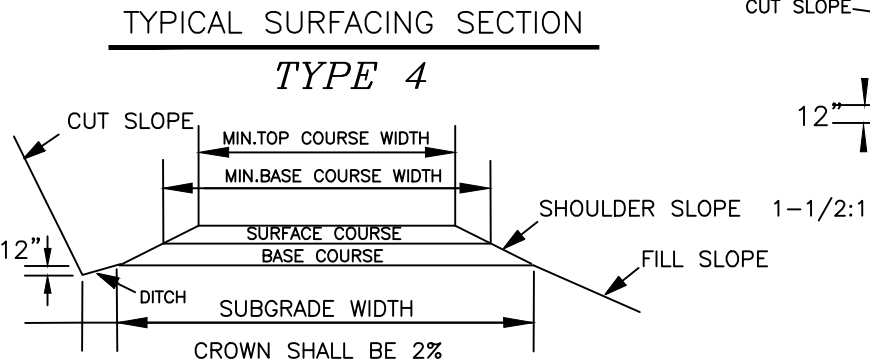 TYPICAL SURFACING SECTION
TYPE 4
CUT SLOPE
CUT SLOPE
MIN.TOP COURSE WIDTH
12"
MIN.BASE COURSE WIDTH
SHOULDER SLOPE 1-1/2:1
SURFACE COURSE
12"
BASE COURSE
FILL SLOPE
DITCH
SUBGRADE WIDTH
CROWN SHALL BE 2%